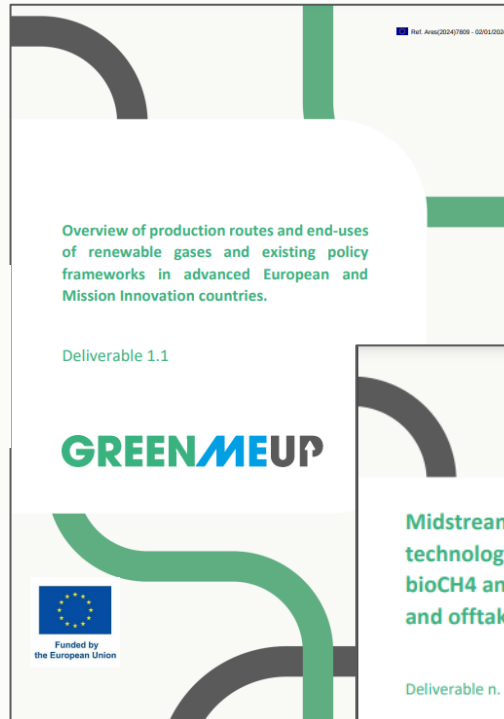 Ref. Ares(2024)7809 - 02/01/202
Overview of production routes and end-uses
of renewable gases and existing policy
frameworks in advanced European and
Mission Innovation countries.
Deliverable 1.1
GREENMEUP
Funded by
the European Union
Midstream
technolog
bioCH4 an
and offtak
Deliverable n.